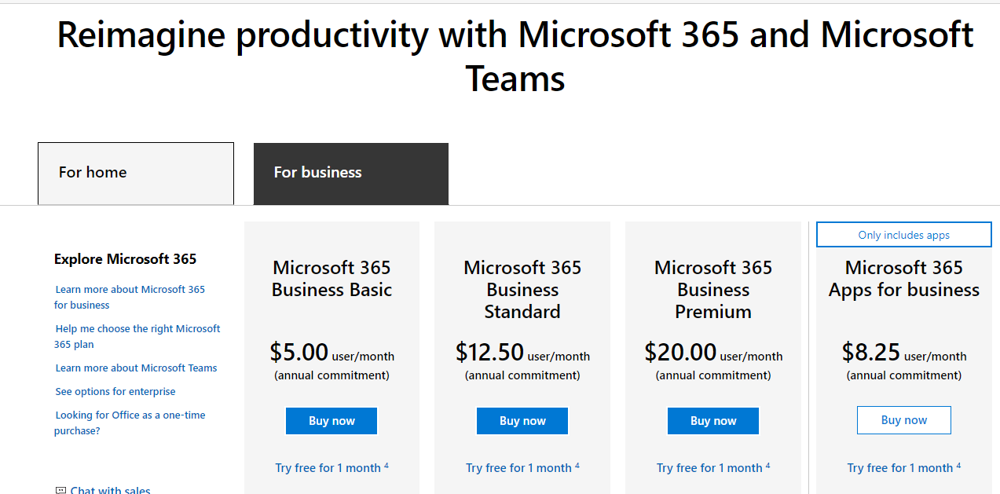 Reimagine productivity with Microsoft 365 and Microsoft
Teams
For home
For business
Explore Microsoft 365
Learn more about Microsoft 365
for business
Help me choose the right Microsoft
365 plan
Learn more about Microsoft Teams
See options for enterprise
Looking for Office as a one-time
purchase?
Chat with sales
Microsoft 365
Business Basic
$5.00 user/month
(annual commitment)
Buy now
Try free for 1 month 4
Microsoft 365
Business
Standard
$12.50 user/month
(annual commitment)
Buy now
Try free for 1 month 4
Microsoft 365
Business
Premium
$20.00 user/month
(annual commitment)
Buy now
Try free for 1 month 4
Only includes apps
Microsoft 365
Apps for business
$8.25 user/month
(annual commitment)
Buy now
Try free for 1 month 4